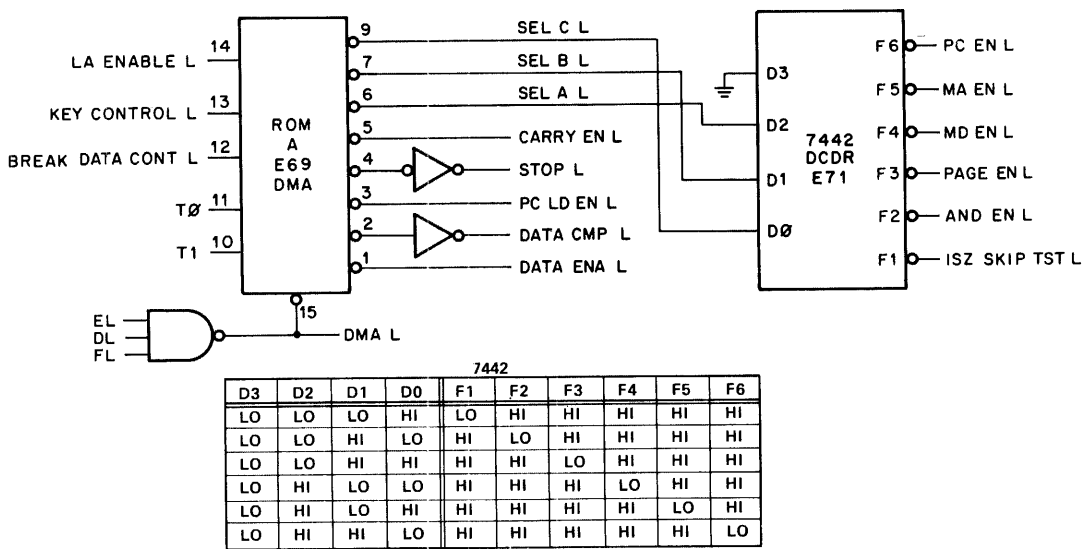 14 LA ENABLE L
13 KEY CONTROL L
12 BREAK DATA CONT L
11 TØ
10 T1
ROM
A
E69
DMA
9 SEL C L
7 SEL B L
6 SEL A L
5 CARRY EN L
4 STOP L
3 PC LD EN L
2 DATA CMP L
1 DATA ENA L
15
EL
DL
FL
DMA L
D3
D2
D1
DØ
7442
DCDR
E71
F6 PC EN L
F5 MA EN L
F4 MD EN L
F3 PAGE EN L
F2 AND EN L
F1 ISZ SKIP TST L
7442
D3 D2 D1 D0 F1 F2 F3 F4 F5 F6
LO LO LO HI LO HI HI HI HI HI
LO LO HI LO HI LO HI HI HI HI
LO LO HI HI HI HI LO HI HI HI
LO HI LO LO HI HI HI LO HI HI
LO HI LO HI HI HI HI HI LO HI
LO HI HI LO HI HI HI HI HI LO